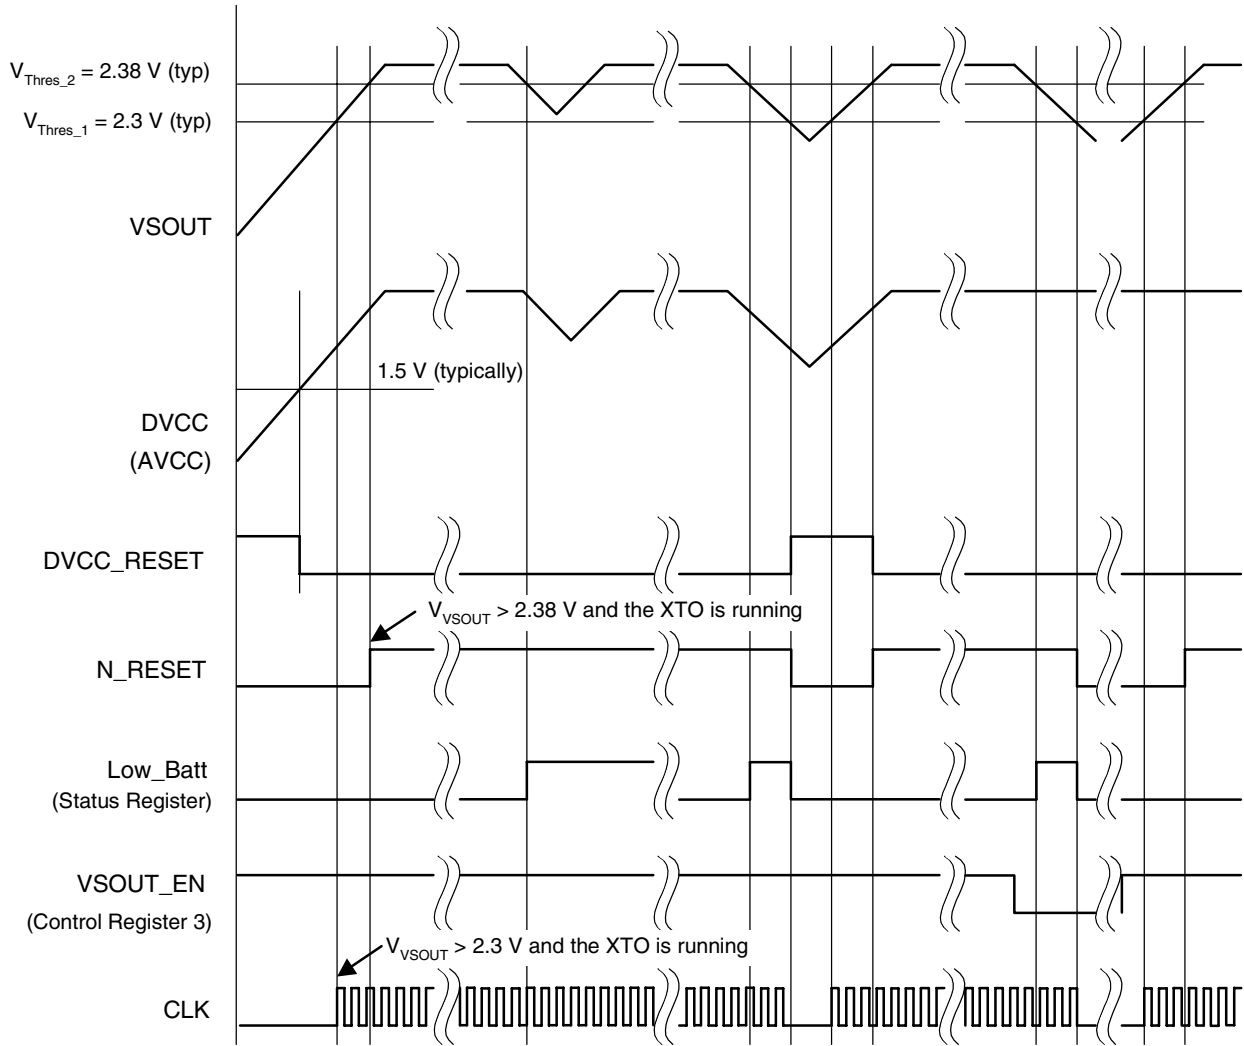 V_Thres_2 = 2.38 V (typ)
V_Thres_1 = 2.3 V (typ)
VSOUT
1.5 V (typically)
DVCC
(AVCC)
DVCC_RESET
V_VSOUT > 2.38 V and the XTO is running
N_RESET
Low_Batt
(Status Register)
VSOUT_EN
(Control Register 3)
V_VSOUT > 2.3 V and the XTO is running
CLK